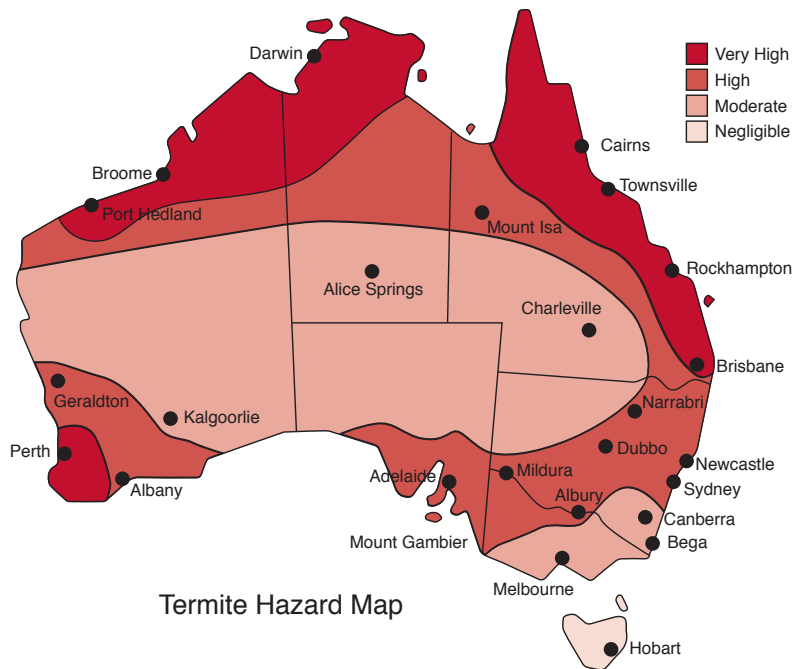 Darwin
Very High
High
Moderate
Negligible
Cairns
Broome
Townsville
Port Hedland
Mount Isa
Rockhampton
Alice Springs
Charleville
Brisbane
Geraldton
Narrabri
Kalgoorlie
Dubbo
Perth
Newcastle
Mildura
Adelaide
Sydney
Albany
Albury
Canberra
Mount Gambier
Bega
Melbourne
Termite Hazard Map
Hobart